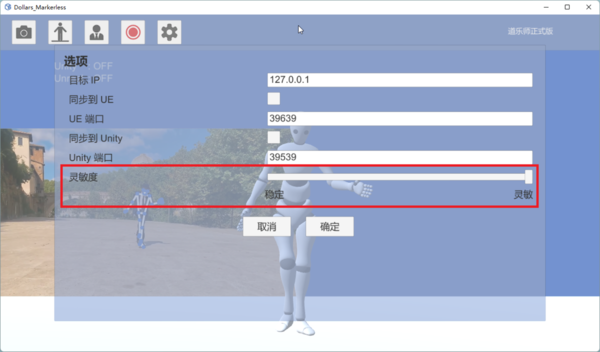 Dollars_Markerless
道乐师正式版
选项
目标 IP
127.0.0.1
同步到 UE
UE 端口
39639
同步到 Unity
Unity 端口
39539
灵敏度
稳定
灵敏
取消
确定